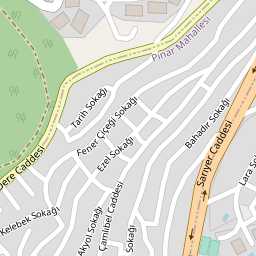 Pınar Mahallesi
Tarih Sokağı
Fener Çiçeği Sokağı
Bahadır Sokağı
Sarıyer Caddesi
Ezel Sokağı
dere Caddesi
Lara So
Kelebek Sokağı
Akyol Sokağı
Çamlıbel Caddesi
Sokağı